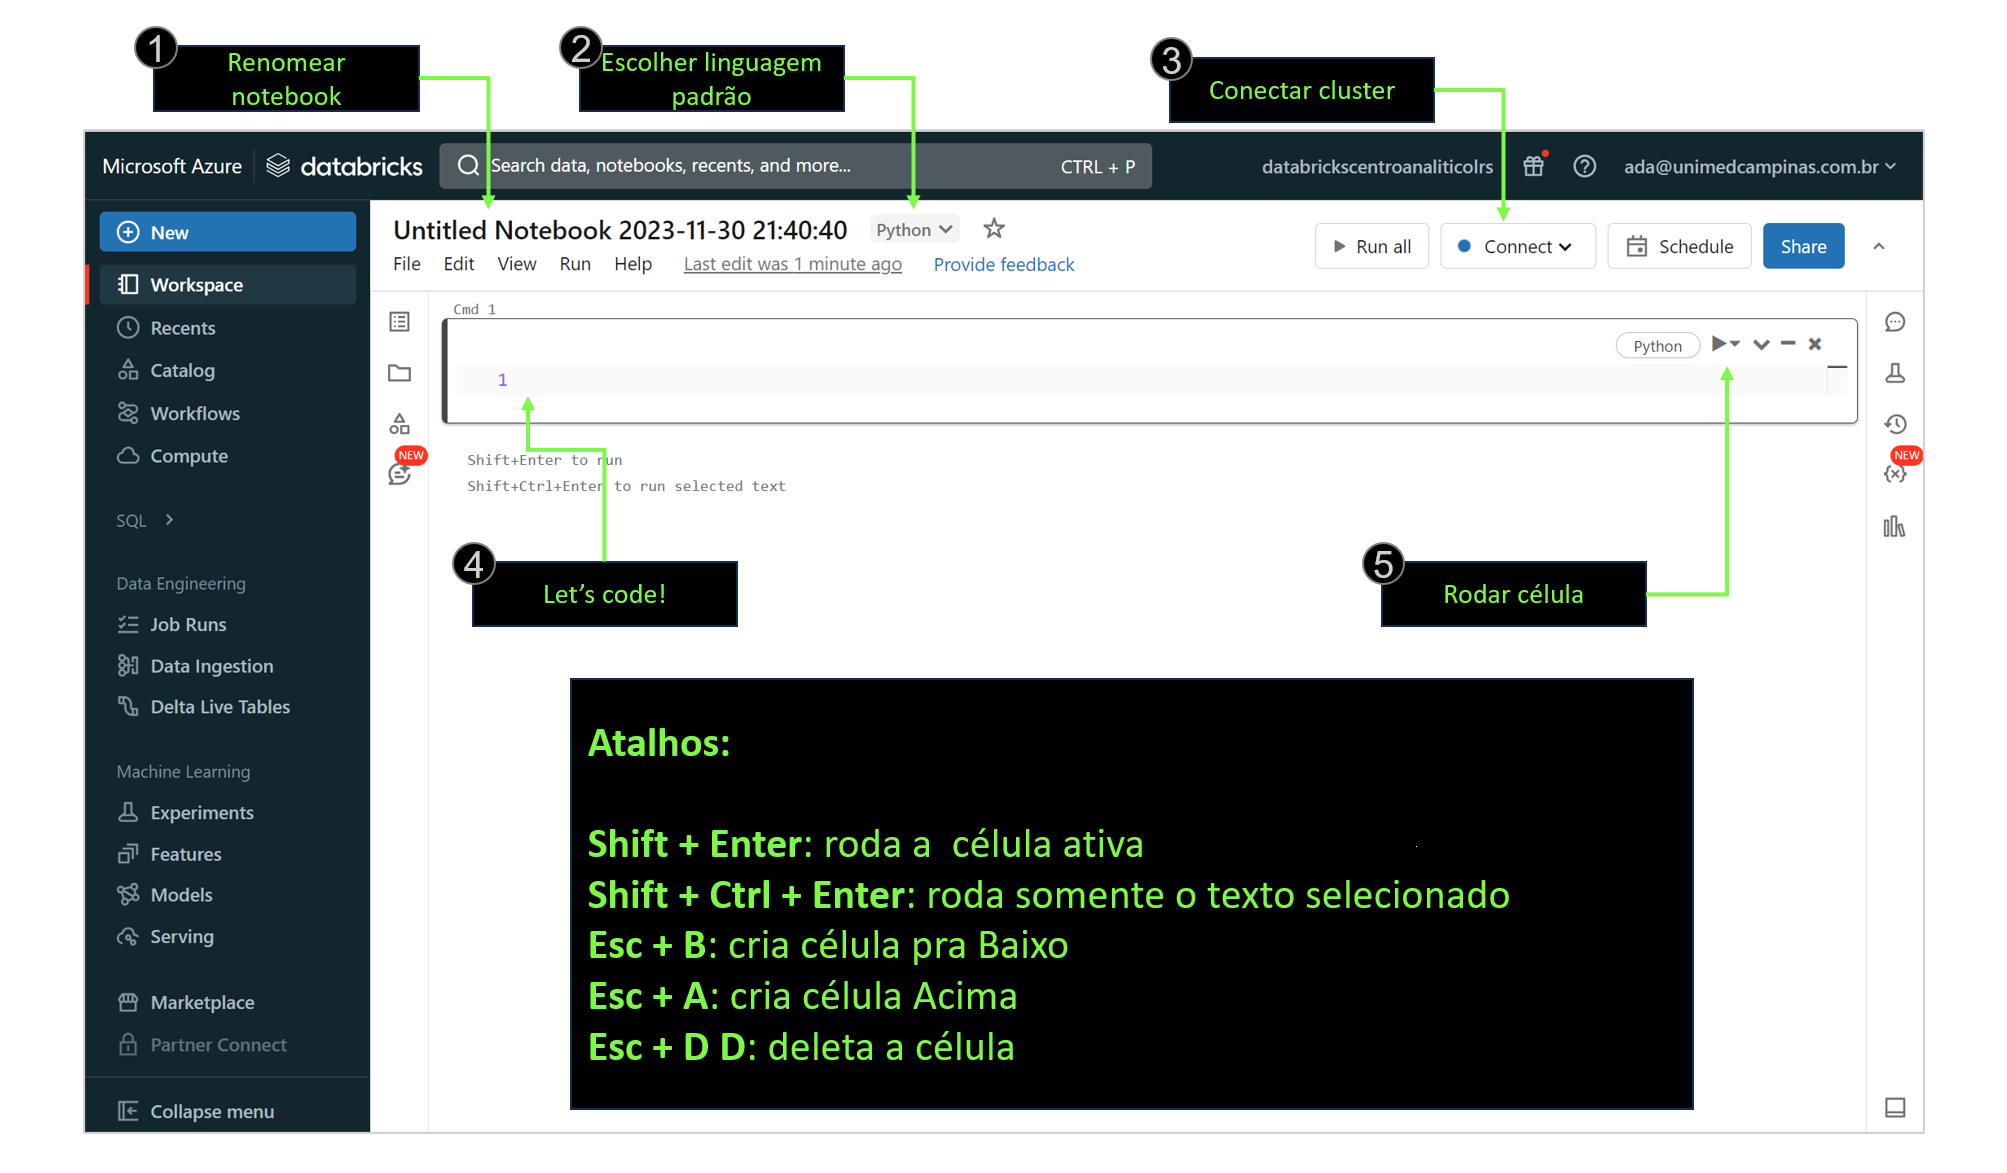 1
Renomear
notebook
2
Escolher linguagem
padrão
3
Conectar cluster
Microsoft Azure databricks Search data, notebooks, recents, and more... CTRL + P databrickscentroanaliticolrs ada@unimedcampinas.com.br
New
Workspace
Recents
Catalog
Workflows
Compute
SQL
Data Engineering
Job Runs
Data Ingestion
Delta Live Tables
Machine Learning
Experiments
Features
Models
Serving
Marketplace
Partner Connect
Collapse menu
Untitled Notebook 2023-11-30 21:40:40 Python
File Edit View Run Help Last edit was 1 minute ago Provide feedback
Run all Connect Schedule Share
NEW
Cmd 1
Python
1
Shift+Enter to run
Shift+Ctrl+Enter to run selected text
NEW
4
Let’s code!
5
Rodar célula
Atalhos:
Shift + Enter: roda a célula ativa
Shift + Ctrl + Enter: roda somente o texto selecionado
Esc + B: cria célula pra Baixo
Esc + A: cria célula Acima
Esc + D D: deleta a célula